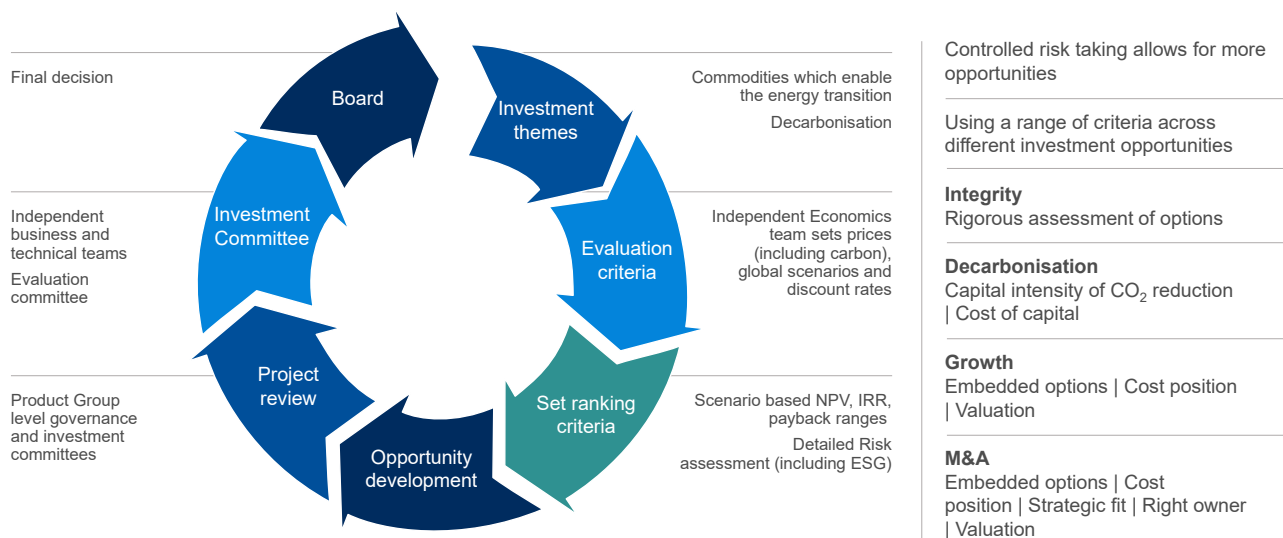 Final decision
Board
Investment
themes
Commodities which enable
the energy transition
Decarbonisation
Independent
business and
technical teams
Evaluation
committee
Investment
Committee
Evaluation
criteria
Independent Economics
team sets prices
(including carbon),
global scenarios and
discount rates
Product Group
level governance
and investment
committees
Project
review
Opportunity
development
Set ranking
criteria
Scenario based NPV, IRR,
payback ranges
Detailed Risk
assessment (including ESG)
Controlled risk taking allows for more
opportunities
Using a range of criteria across
different investment opportunities
Integrity
Rigorous assessment of options
Decarbonisation
Capital intensity of CO₂ reduction
| Cost of capital
Growth
Embedded options | Cost position
| Valuation
M&A
Embedded options | Cost
position | Strategic fit | Right owner
| Valuation